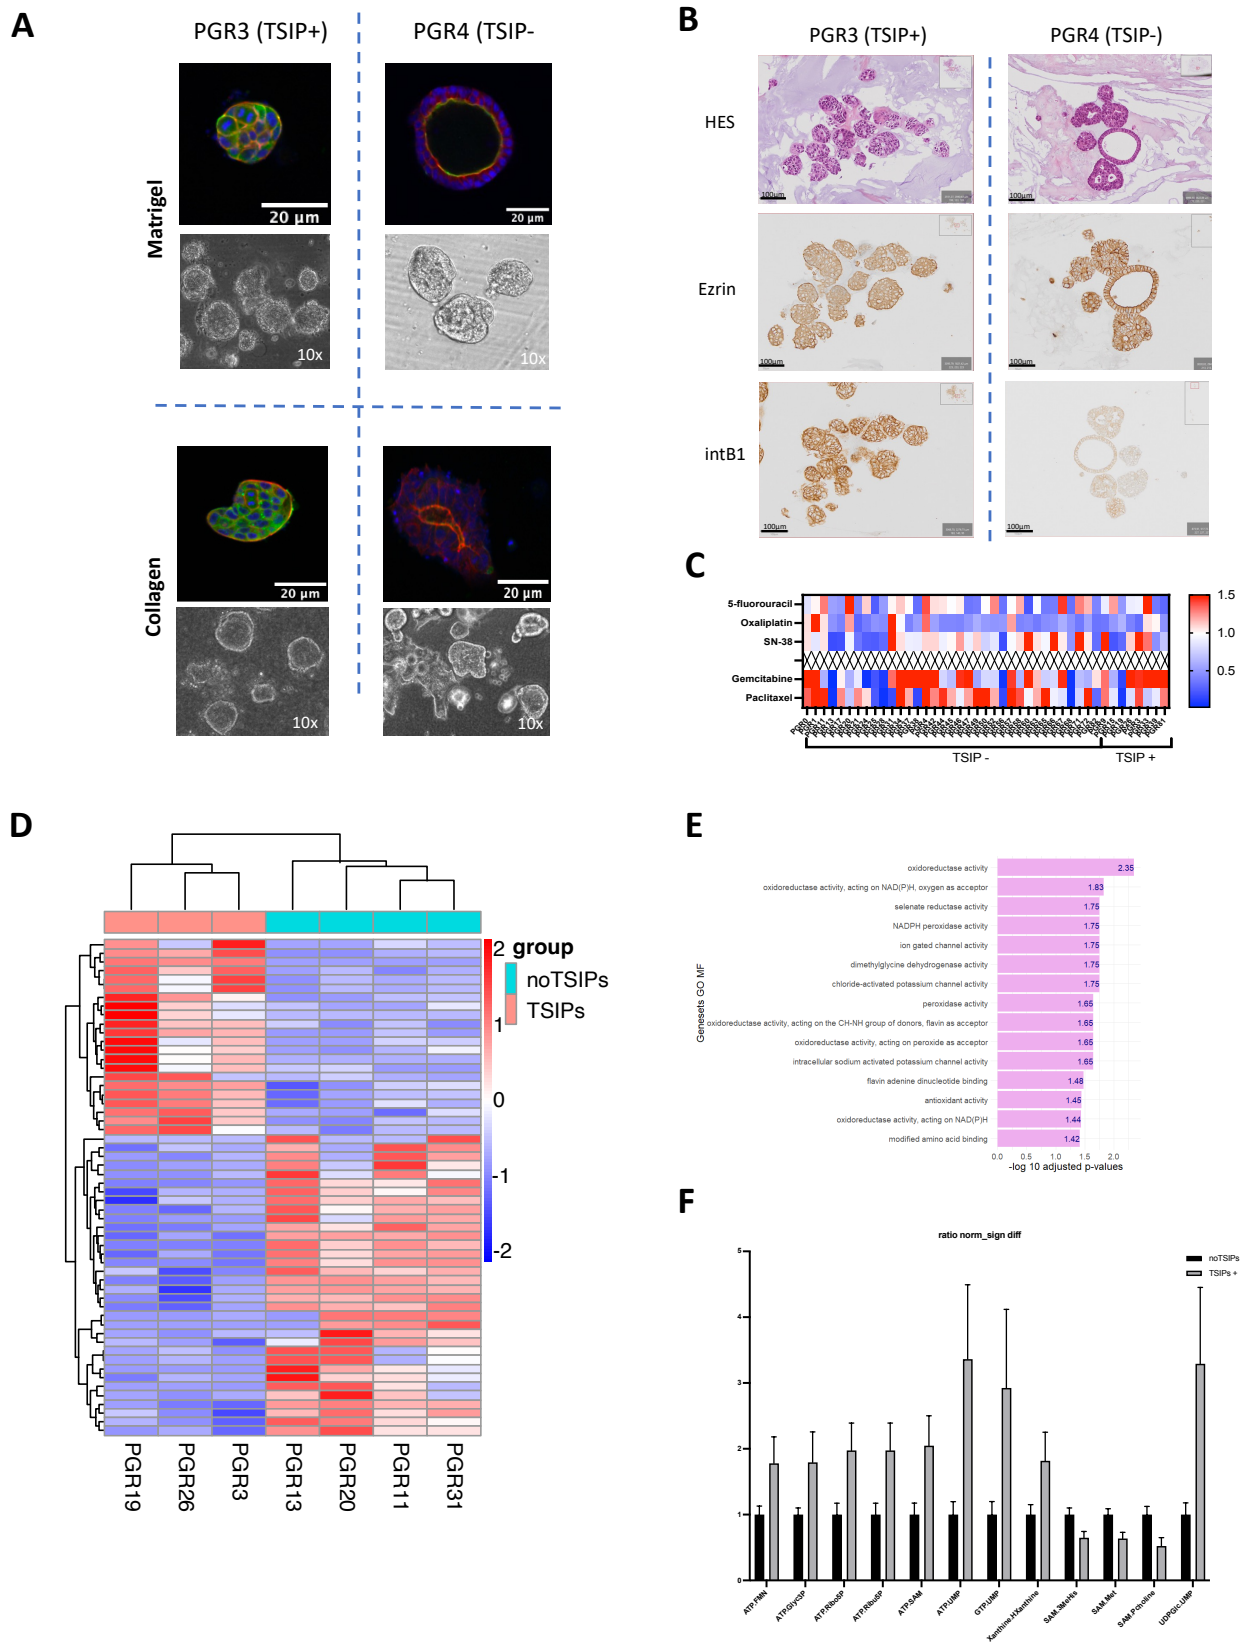 A
PGR3 (TSIP+)
PGR4 (TSIP-
Matrigel
20 µm
20 µm
10x
10x
Collagen
20 µm
20 µm
10x
10x
B
PGR3 (TSIP+)
PGR4 (TSIP-)
HES
100µm
100µm
Ezrin
100µm
100µm
intB1
100µm
100µm
C
5-fluorouracil
Oxaliplatin
SN-38
Gemcitabine
Paclitaxel
1.5
1.0
0.5
TSIP -
TSIP +
D
group
noTSIPs
TSIPs
2
1
0
-1
-2
PGR19
PGR26
PGR3
PGR13
PGR20
PGR11
PGR31
E
Genesets GO MF
oxidoreductase activity 2.35
oxidoreductase activity, acting on NAD(P)H, oxygen as acceptor 1.83
selenate reductase activity 1.75
NADPH peroxidase activity 1.75
ion gated channel activity 1.75
dimethylglycine dehydrogenase activity 1.75
chloride-activated potassium channel activity 1.75
peroxidase activity 1.65
oxidoreductase activity, acting on the CH-NH group of donors, flavin as acceptor 1.65
oxidoreductase activity, acting on peroxide as acceptor 1.65
intracellular sodium activated potassium channel activity 1.65
flavin adenine dinucleotide binding 1.48
antioxidant activity 1.45
oxidoreductase activity, acting on NAD(P)H 1.44
modified amino acid binding 1.42
0.0 0.5 1.0 1.5 2.0
-log 10 adjusted p-values
F
ratio norm_sign diff
noTSIPs
TSIPs +
5
4
3
2
1
0
ATP.FMN
ATP.Glyc3P
ATP.Ribo5P
ATP.Ribu5P
ATP.SAM
ATP.UMP
GTP.UMP
Xanthine.HXanthine
SAM.3MeHis
SAM.Met
SAM.Pcholine
UDPGlc.UMP